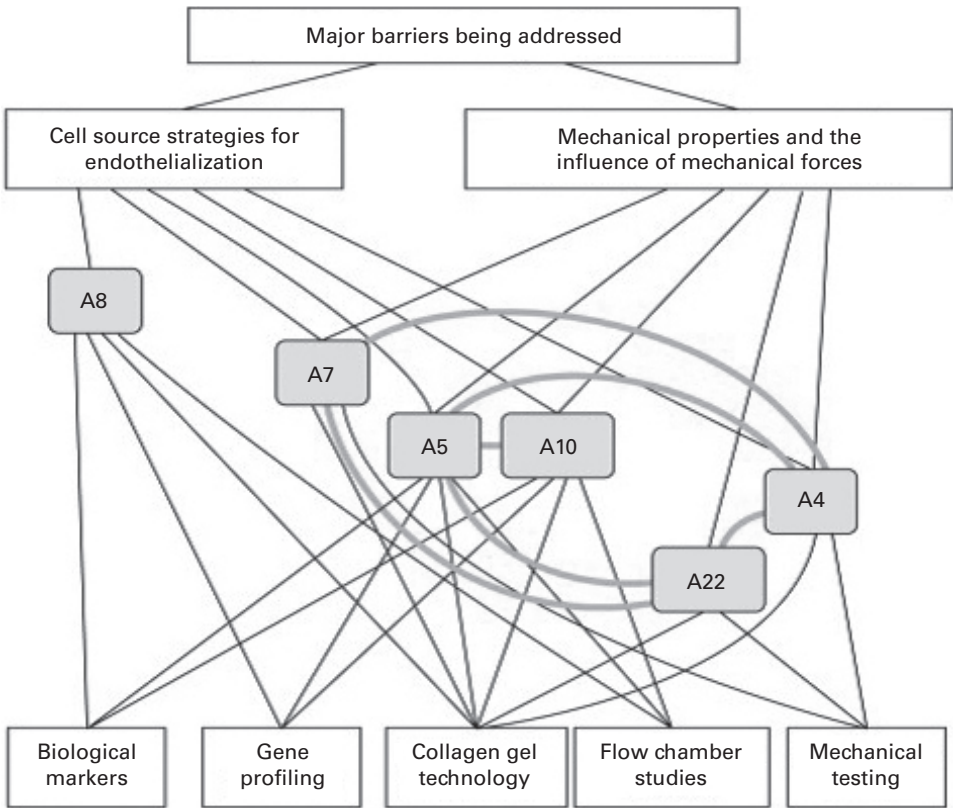 Major barriers being addressed
Cell source strategies for
endothelialization
Mechanical properties and the
influence of mechanical forces
A8
A7
A5
A10
A4
A22
Biological
markers
Gene
profiling
Collagen gel
technology
Flow chamber
studies
Mechanical
testing